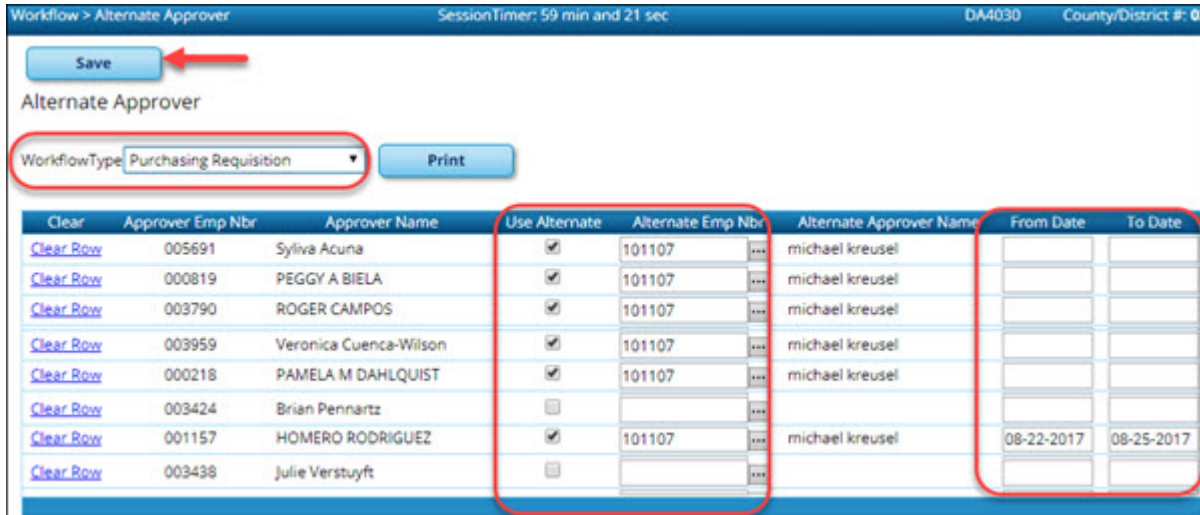 Workflow > Alternate Approver SessionTimer: 59 min and 21 sec DA4030 County/District #: 0
Save
Alternate Approver
WorkflowType Purchasing Requisition Print
Clear Approver Emp Nbr Approver Name Use Alternate Alternate Emp Nbr Alternate Approver Name From Date To Date
Clear Row 005691 Syliva Acuna 101107 ... michael kreusel
Clear Row 000819 PEGGY A BIELA 101107 ... michael kreusel
Clear Row 003790 ROGER CAMPOS 101107 ... michael kreusel
Clear Row 003959 Veronica Cuenca-Wilson 101107 ... michael kreusel
Clear Row 000218 PAMELA M DAHLQUIST 101107 ... michael kreusel
Clear Row 003424 Brian Pennartz ...
Clear Row 001157 HOMERO RODRIGUEZ 101107 ... michael kreusel 08-22-2017 08-25-2017
Clear Row 003438 Julie Verstuyft ...